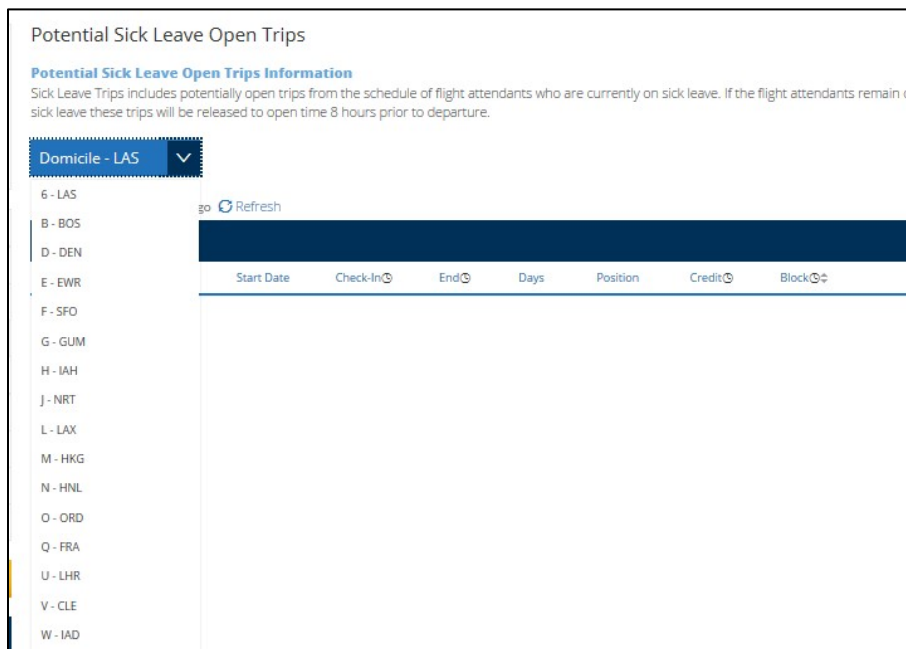 Potential Sick Leave Open Trips
Potential Sick Leave Open Trips Information
Sick Leave Trips includes potentially open trips from the schedule of flight attendants who are currently on sick leave. If the flight attendants remain
sick leave these trips will be released to open time 8 hours prior to departure.
Domicile - LAS
6 - LAS
go Refresh
B - BOS
D - DEN
Start Date Check-In End Days Position Credit Block
E - EWR
F - SFO
G - GUM
H - IAH
J - NRT
L - LAX
M - HKG
N - HNL
O - ORD
Q - FRA
U - LHR
V - CLE
W - IAD